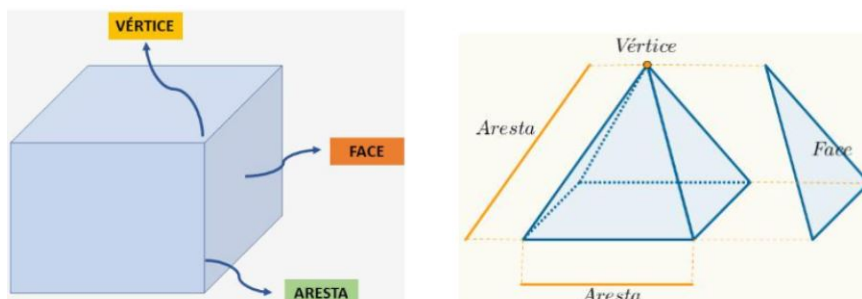 VÉRTICE
FACE
ARESTA
Vértice
Aresta
Face
Aresta